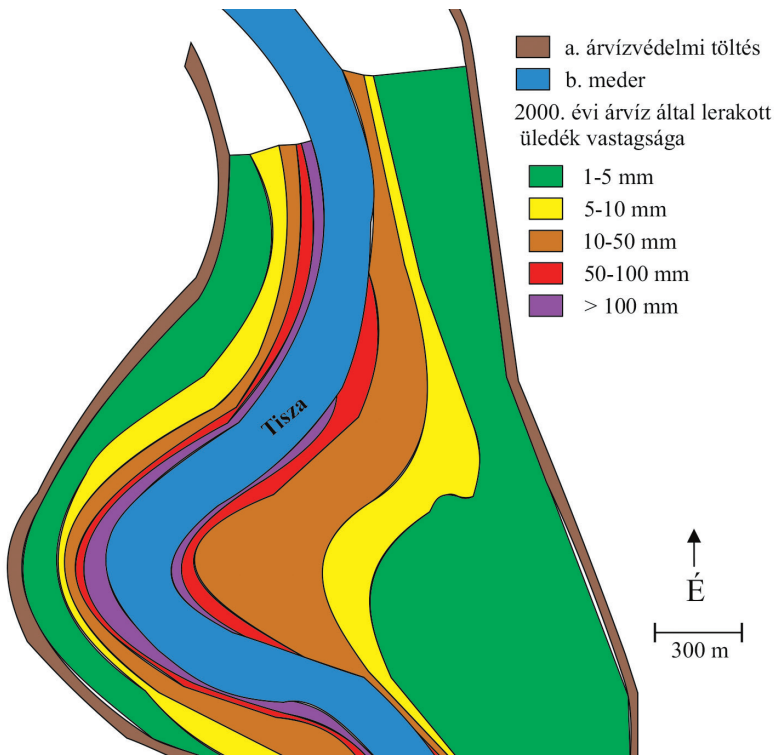 a. árvízvédelmi töltés
b. meder
2000. évi árvíz által lerakott
üledék vastagsága
1-5 mm
5-10 mm
10-50 mm
50-100 mm
> 100 mm
Tisza
É
300 m